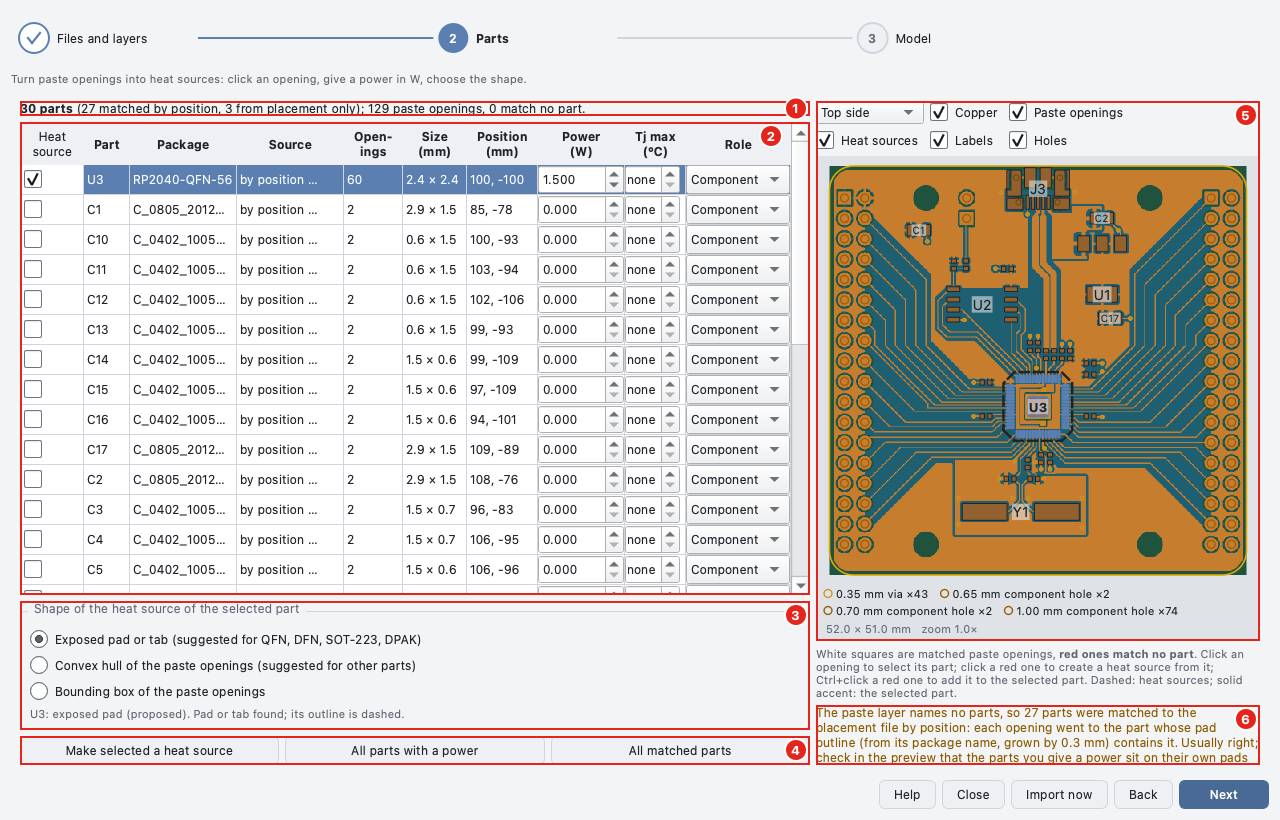 Files and layers
2 Parts
3 Model
Turn paste openings into heat sources: click an opening, give a power in W, choose the shape.
30 parts (27 matched by position, 3 from placement only); 129 paste openings, 0 match no part. 1
2
Heat source Part Package Source Open-ings Size (mm) Position (mm) Power (W) Tj max (°C) Role
U3 RP2040-QFN-56 by position ... 60 2.4 × 2.4 100, -100 1.500 none Component
C1 C_0805_2012... by position ... 2.9 × 1.5 85, -78 0.000 none Component
C10 C_0402_1005... by position ... 2 0.6 × 1.5 100, -93 0.000 none Component
C11 C_0402_1005... by position ... 2 0.6 × 1.5 103, -94 0.000 none Component
C12 C_0402_1005... by position ... 2 0.6 × 1.5 102, -106 0.000 none Component
C13 C_0402_1005... by position ... 2 0.6 × 1.5 99, -93 0.000 none Component
C14 C_0402_1005... by position ... 2 1.5 × 0.6 99, -109 0.000 none Component
C15 C_0402_1005... by position ... 2 1.5 × 0.6 97, -109 0.000 none Component
C16 C_0402_1005... by position ... 2 1.5 × 0.6 94, -101 0.000 none Component
C17 C_0805_2012... by position ... 2 2.9 × 1.5 109, -89 0.000 none Component
C2 C_0805_2012... by position ... 2 2.9 × 1.5 108, -76 0.000 none Component
C3 C_0402_1005... by position ... 2 1.5 × 0.7 96, -83 0.000 none Component
C4 C_0402_1005... by position ... 2 1.5 × 0.7 106, -95 0.000 none Component
C5 C_0402_1005... by position ... 2 1.5 × 0.6 106, -96 0.000 none Component
Shape of the heat source of the selected part 3
Exposed pad or tab (suggested for QFN, DFN, SOT-223, DPAK)
Convex hull of the paste openings (suggested for other parts)
Bounding box of the paste openings
U3: exposed pad (proposed). Pad or tab found; its outline is dashed.
Make selected a heat source All parts with a power All matched parts 4
Top side Copper Paste openings 5
Heat sources Labels Holes
J3
C1 C2
U2 U1
C17
U3
Y1
0.35 mm via ×43 0.65 mm component hole ×2
0.70 mm component hole ×2 1.00 mm component hole ×74
52.0 × 51.0 mm zoom 1.0×
White squares are matched paste openings, red ones match no part. Click an
opening to select its part; click a red one to create a heat source from it;
Ctrl+click a red one to add it to the selected part. Dashed: heat sources; solid
accent: the selected part.
The paste layer names no parts, so 27 parts were matched to the 6
placement file by position: each opening went to the part whose pad
outline (from its package name, grown by 0.3 mm) contains it. Usually right;
check in the preview that the parts you give a power sit on their own pads
Help Close Import now Back Next